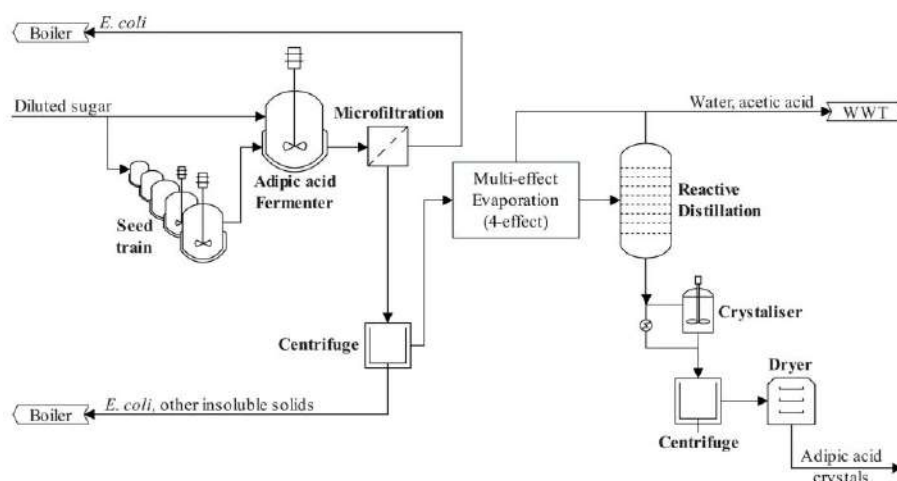 Boiler
E. coli
Diluted sugar
Microfiltration
Water, acetic acid
WWT
Adipic acid
Fermenter
Multi-effect
Evaporation
(4-effect)
Reactive
Distillation
Seed
train
Crystaliser
Centrifuge
Dryer
Boiler
E. coli, other insoluble solids
Centrifuge
Adipic acid
crystals